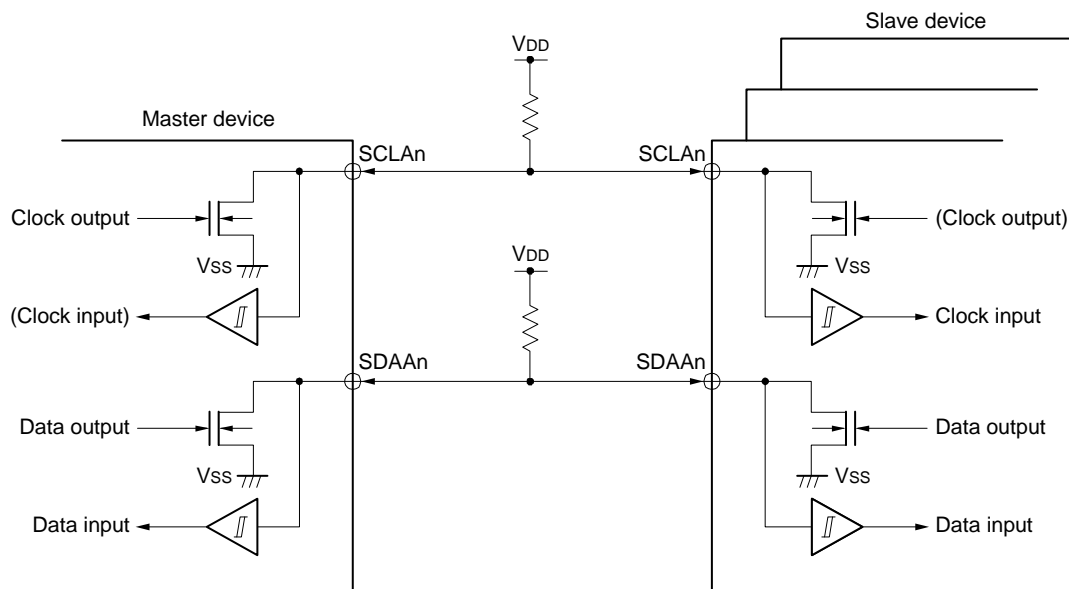 Slave device
VDD
Master device
SCLAn
SCLAn
Clock output
(Clock output)
VSS
VSS
VDD
(Clock input)
Clock input
SDAAn
SDAAn
Data output
Data output
VSS
VSS
Data input
Data input